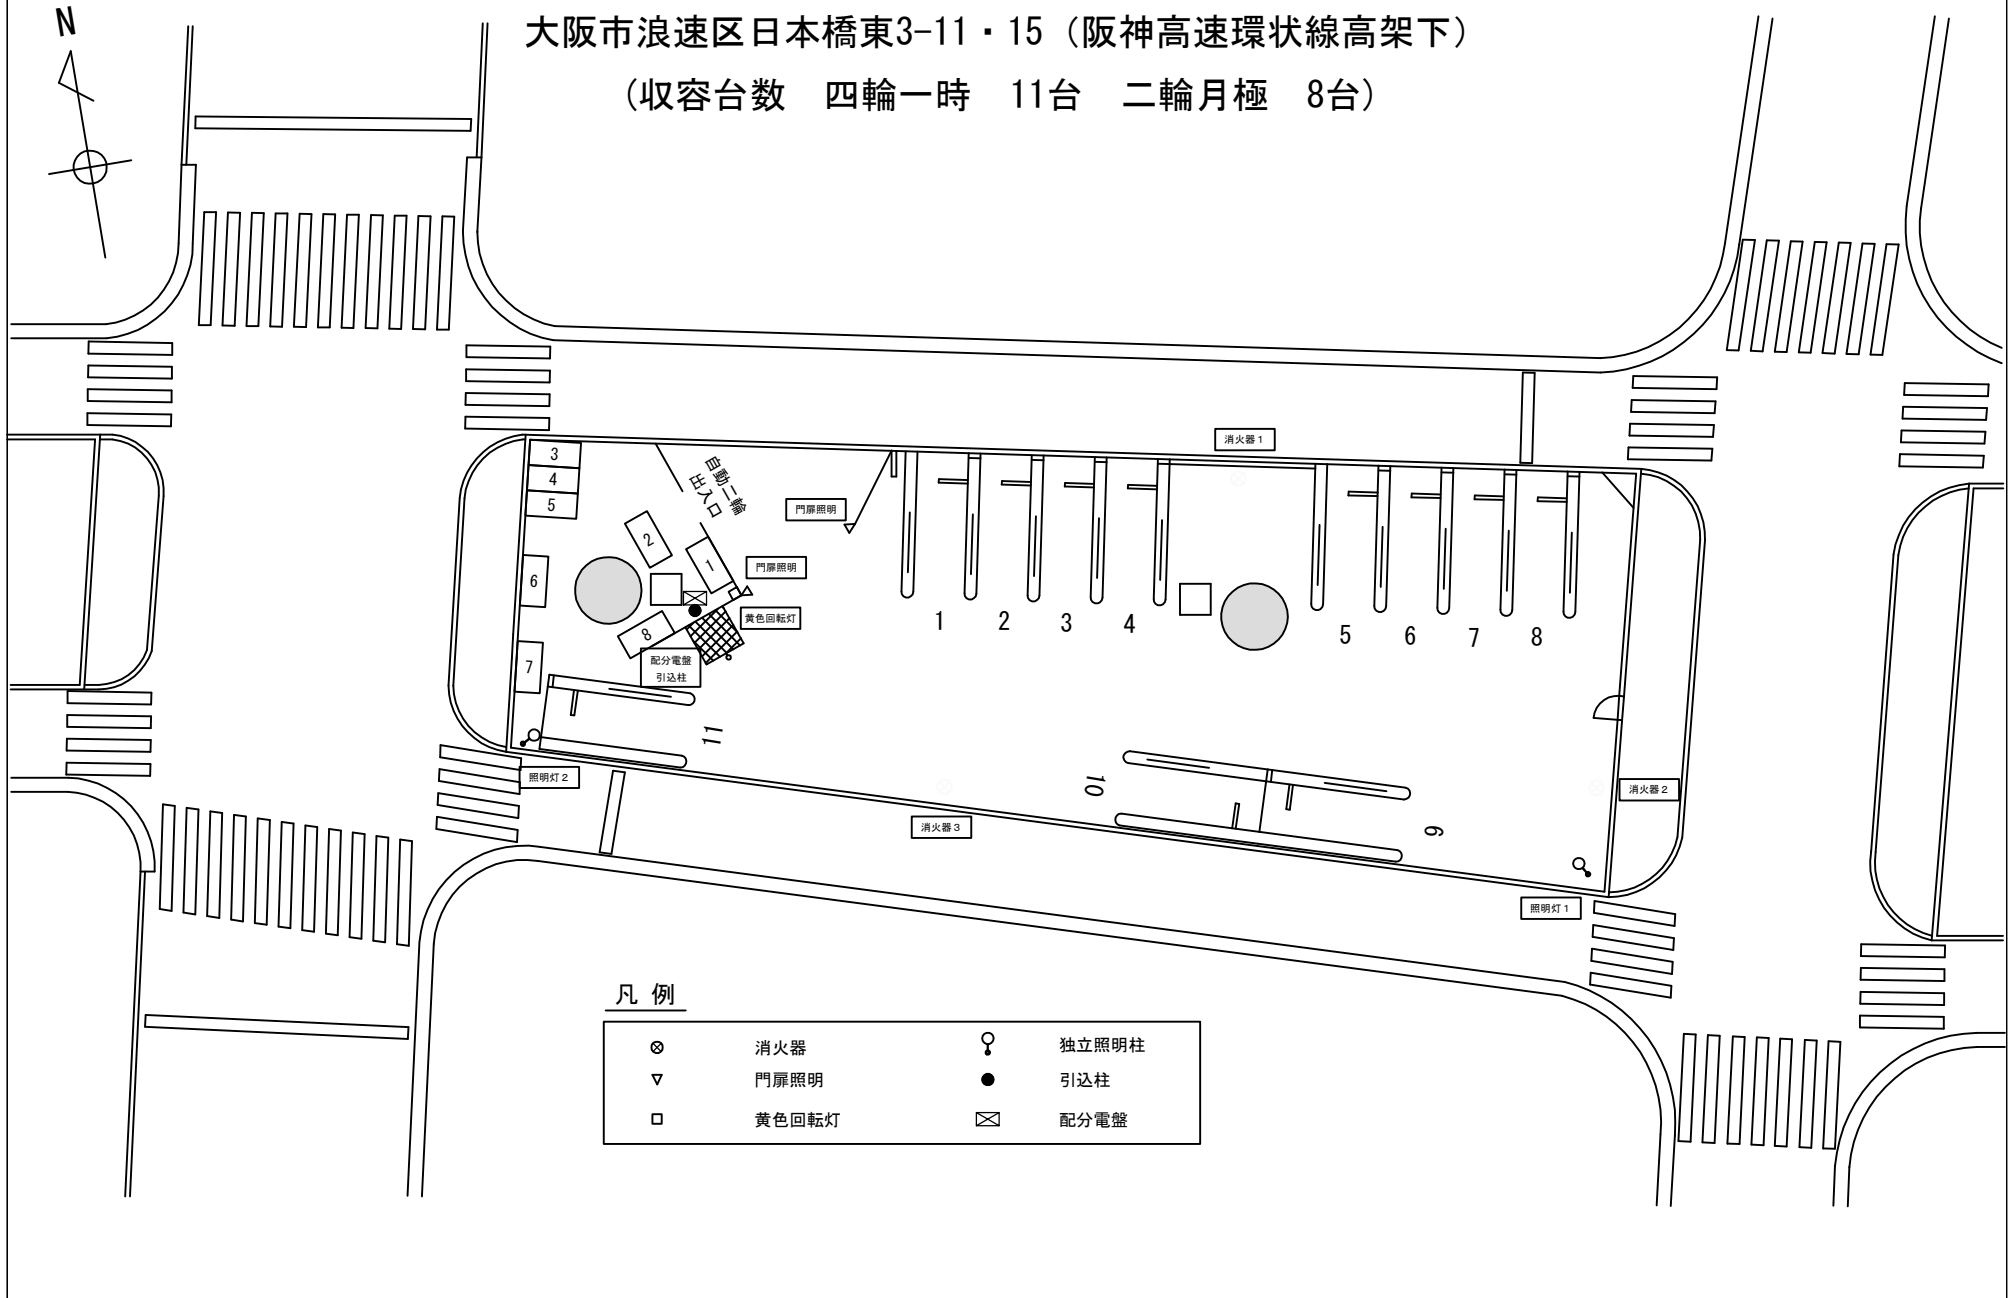 N
大阪市浪速区日本橋東3-11・15（阪神高速環状線高架下）
（収容台数　四輪一時　11台　二輪月極　8台）
消火器1
3
4
5
自動二輪
出入口
門扉照明
2
1
門扉照明
6
黄色回転灯
8
1
2
3
4
5
6
7
8
配分電盤
引込柱
7
11
照明灯2
10
消火器2
消火器3
9
照明灯1
凡 例
消火器
独立照明柱
門扉照明
引込柱
黄色回転灯
配分電盤